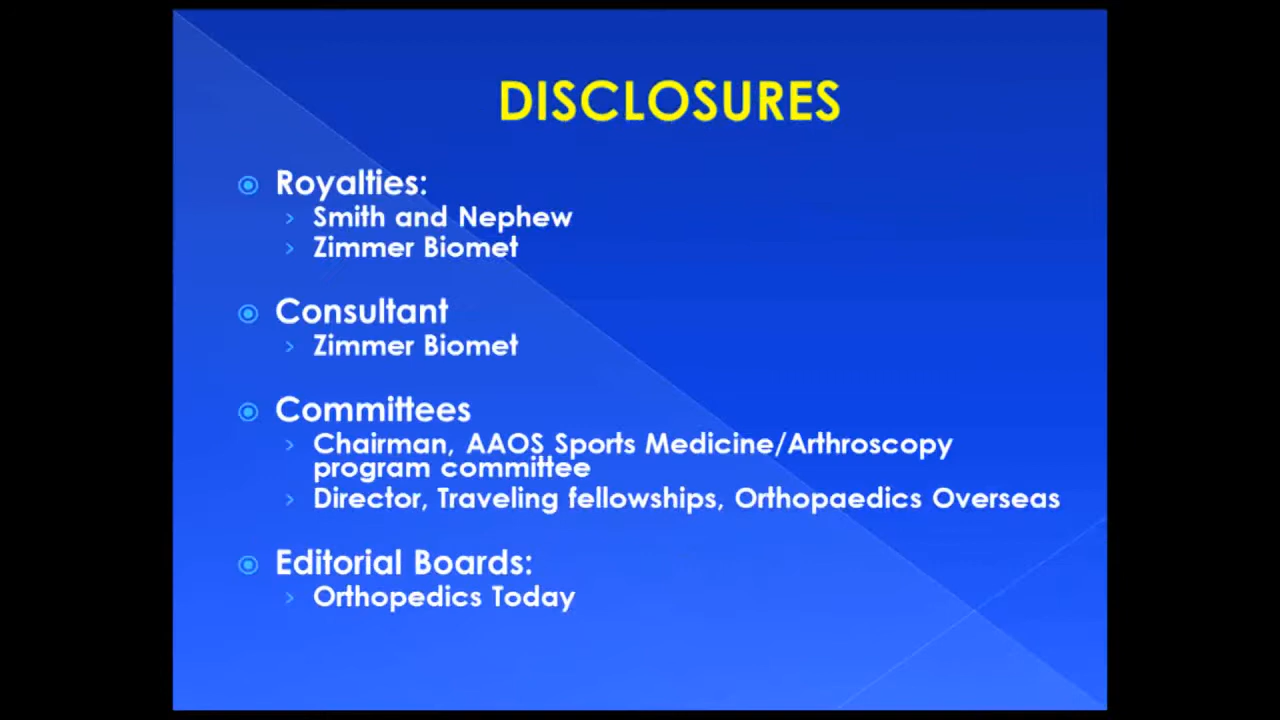 DISCLOSURES
Royalties:
Smith and Nephew
Zimmer Biomet
Consultant
Zimmer Biomet
Committees
Chairman, AAOS Sports Medicine/Arthroscopy
program committee
Director, Traveling fellowships, Orthopaedics Overseas
Editorial Boards:
Orthopedics Today